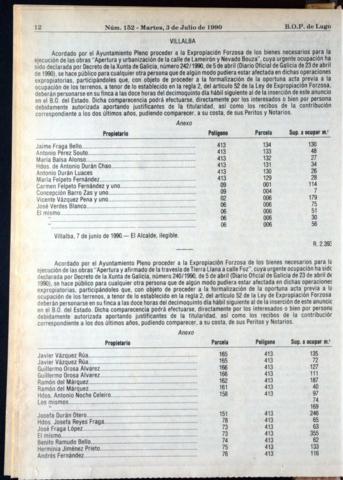 12 Núm. 152 - Martes, 3 de Julio de 1990 B.O.P. de Lugo
VILLALBA
Acordado por el Ayuntamiento Pleno proceder a la Expropiación Forzosa de los bienes necesarios para la
ejecución de las obras "Apertura y urbanización de la calle de Lameirón y Nevado Bouza", cuya urgente ocupación ha
sido declarada por Decreto de la Xunta de Galicia, número 242/1990, de 5 de abril (Diario Oficial de Galicia de 23 de abril
de 1990), se hace público para cualquier otra persona que de algún modo pudiera estar afectada en dichas operaciones
expropiatorias, participándoles que, con objeto de proceder a la formalización de la oportuna acta previa a la
ocupación de los terrenos, a tenor de lo establecido en la regla 2, del artículo 52 de la Ley de Expropiación Forzosa,
deberán personarse en su finca a las doce horas del decimoquinto día hábil siguiente al de la inserción de este anuncio
en el B.O. del Estado. Dicha comparecencia podrá efectuarse, directamente por los interesados o bien por persona
debidamente autorizada, aportando justificantes de la titularidad, así como los recibos de la contribución
correspondiente a los dos últimos años, pudiendo comparecer, a su costa, de sus Peritos y Notarios.
Anexo
Propietario Polígono Parcela Sup. a ocupar m.²
Jaime Fraga Bello 413 134 130
Antonio Pérez Souto 413 133 48
María Balsa Alonso 413 132 27
Hdos. de Antonio Durán Chao 413 131 34
Antonio Durán Luaces 413 130 26
María Felpeto Fernández 413 129 28
Carmen Felpeto Fernández y uno 09 001 114
Concepción Barro Zas y uno 09 004 7
Vicente Vázquez Pena y uno 02 006 179
José Ventes Blanco 06 006 75
El mismo 06 006 51
" 06 006 30
" 06 006 56
Villalba, 7 de junio de 1990.— El Alcalde, ilegible.
R. 2.393
Acordado por el Ayuntamiento Pleno proceder a la Expropiación Forzosa de los bienes necesarios para la
ejecución de las obras "Apertura y afirmado de la travesía de Tierra Llana a calle Foz", cuya urgente ocupación ha sido
declarada por Decreto de la Xunta de Galicia, número 240/1990, de 5 de abril (Diario Oficial de Galicia de 23 de abril de
1990), se hace público para cualquier otra persona que de algún modo pudiera estar afectada en dichas operaciones
expropiatorias, participándoles que, con objeto de proceder a la formalización de la oportuna acta previa a la
ocupación de los terrenos, a tenor de lo establecido en la regla 2, del artículo 52 de la Ley de Expropiación Forzosa,
deberán personarse en su finca a las doce horas del decimoquinto día hábil siguiente al de la inserción de este anuncio
en el B.O. del Estado. Dicha comparecencia podrá efectuarse, directamente por los interesados o bien por persona
debidamente autorizada aportando justificantes de la titularidad, así como los recibos de la contribución
correspondiente a los dos últimos años, pudiendo comparecer, a su costa, de sus Peritos y Notarios.
Anexo
Propietario Parcela Polígono Sup. a ocupar m.²
Javier Vázquez Rúa 165 413 135
Javier Vázquez Rúa 165 413 72
Guillermo Orosa Alvarez 166 413 127
Guillermo Orosa Alvarez 166 413 111
Ramón del Márquez 162 413 187
Ramón del Márquez 161 413 40
Hdos. Antonio Noche Celeiro 158 413 97
Los mismos 74
" 169
Josefa Durán Otero 151 413 246
Hdos. Josefa Reyes Fraga 78 413 65
José Fraga López 73 413 63
El mismo 73 413 355
Benito Ramudo Bello 74 413 62
Herminia Jiménez Prieto 75 413 133
Andrés Fernández 76 413 116